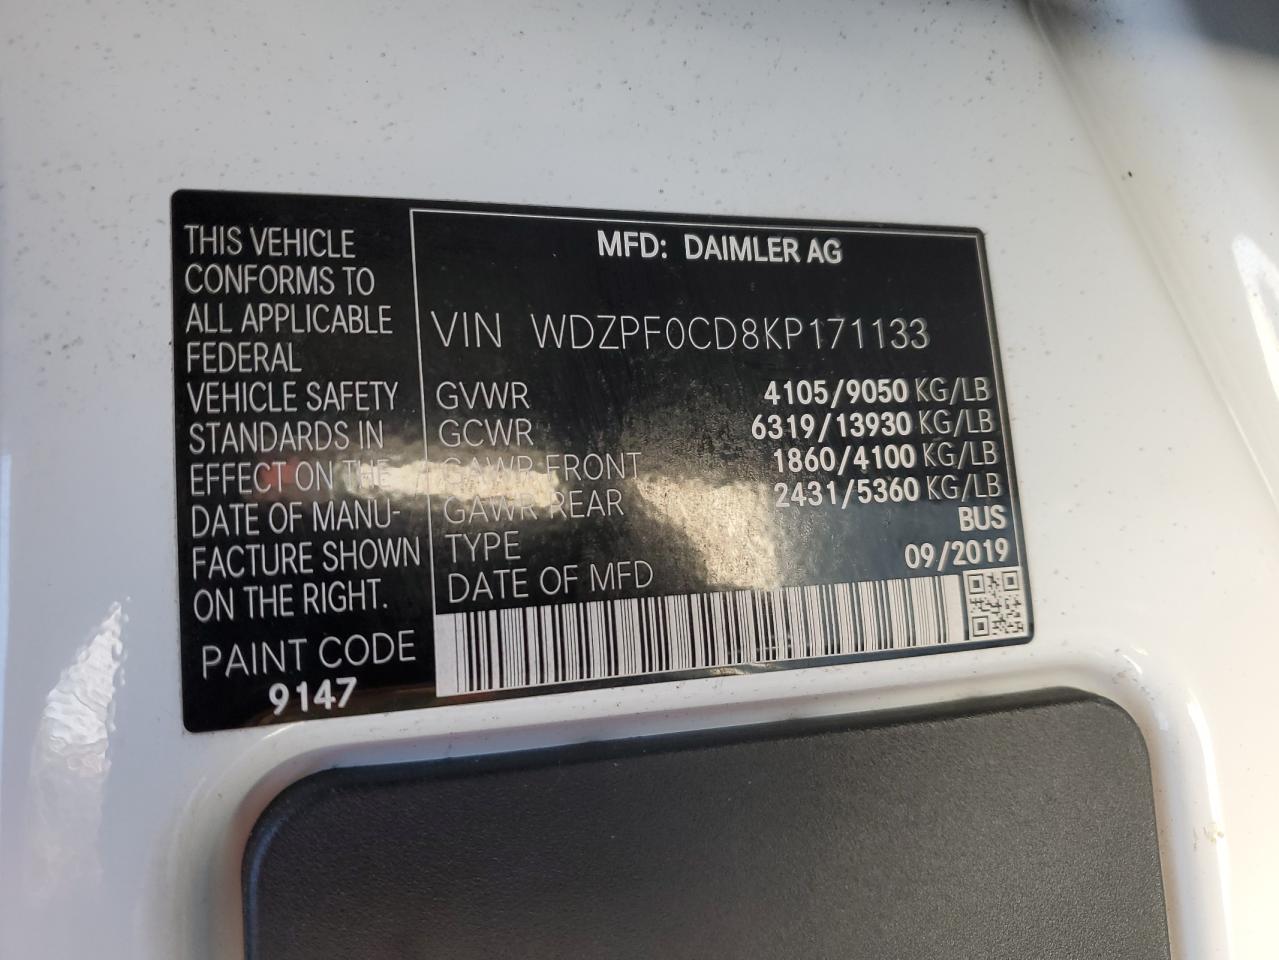 THIS VEHICLE
CONFORMS TO
ALL APPLICABLE
FEDERAL
VEHICLE SAFETY
STANDARDS IN
EFFECT ON THE
DATE OF MANU-
FACTURE SHOWN
ON THE RIGHT.
PAINT CODE
9147
MFD: DAIMLER AG
VIN WDZPF0CD8KP171133
GVWR 4105/9050 KG/LB
GCWR 6319/13930 KG/LB
GAWR FRONT 1860/4100 KG/LB
GAWR REAR 2431/5360 KG/LB
TYPE BUS
DATE OF MFD 09/2019